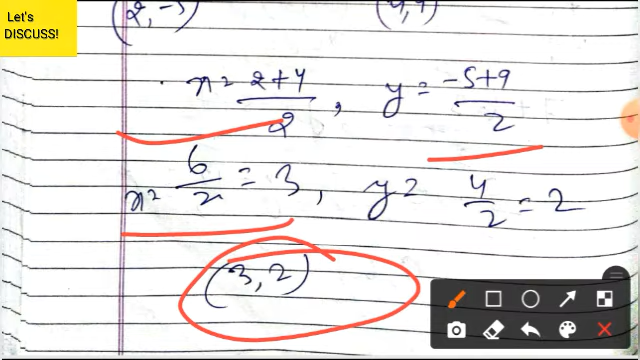 Let's
DISCUSS!
(2,-5) (4,9)
x = 2+4/2 , y = -5+9/2
x = 6/2 = 3 , y = 4/2 = 2
(3,2)